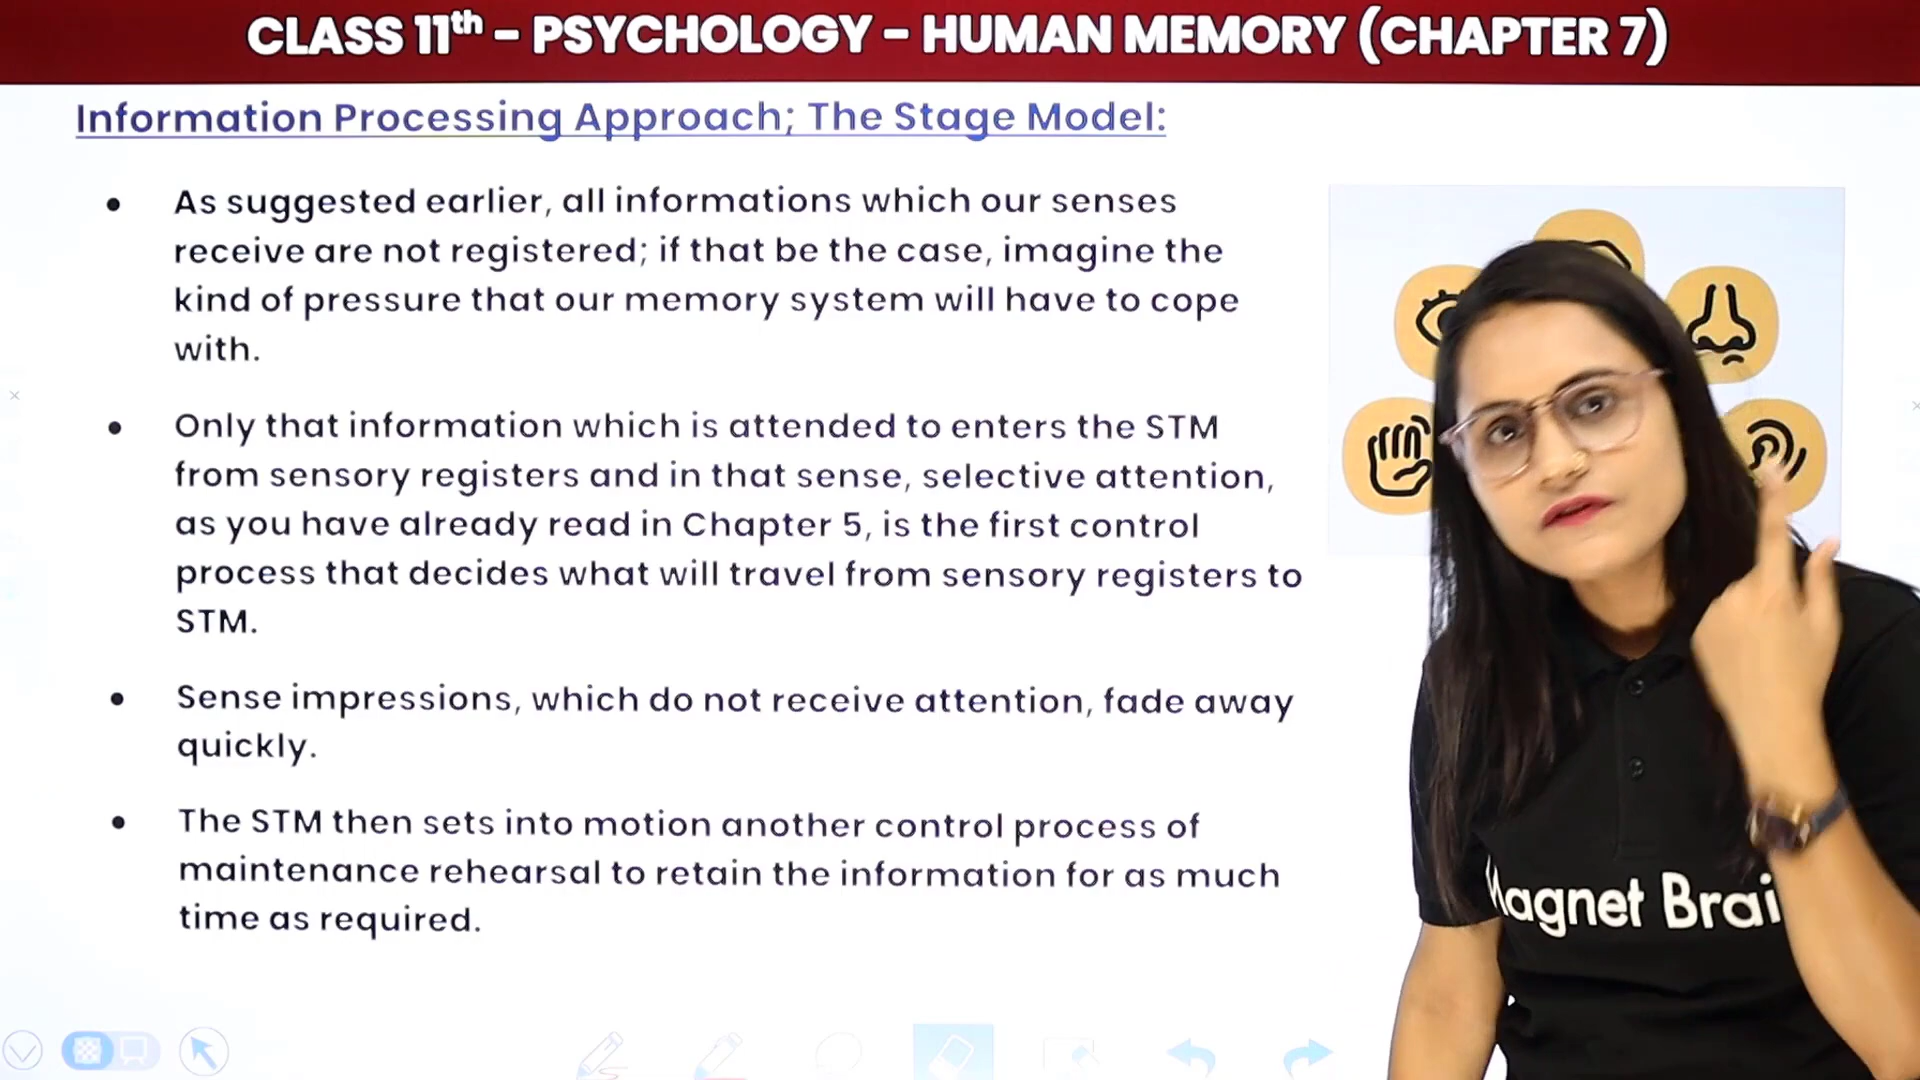 CLASS 11th – PSYCHOLOGY – HUMAN MEMORY (CHAPTER 7)
Information Processing Approach; The Stage Model:
• As suggested earlier, all informations which our senses
receive are not registered; if that be the case, imagine the
kind of pressure that our memory system will have to cope
with.
• Only that information which is attended to enters the STM
from sensory registers and in that sense, selective attention,
as you have already read in Chapter 5, is the first control
process that decides what will travel from sensory registers to
STM.
• Sense impressions, which do not receive attention, fade away
quickly.
• The STM then sets into motion another control process of
maintenance rehearsal to retain the information for as much
time as required.
Magnet Brai